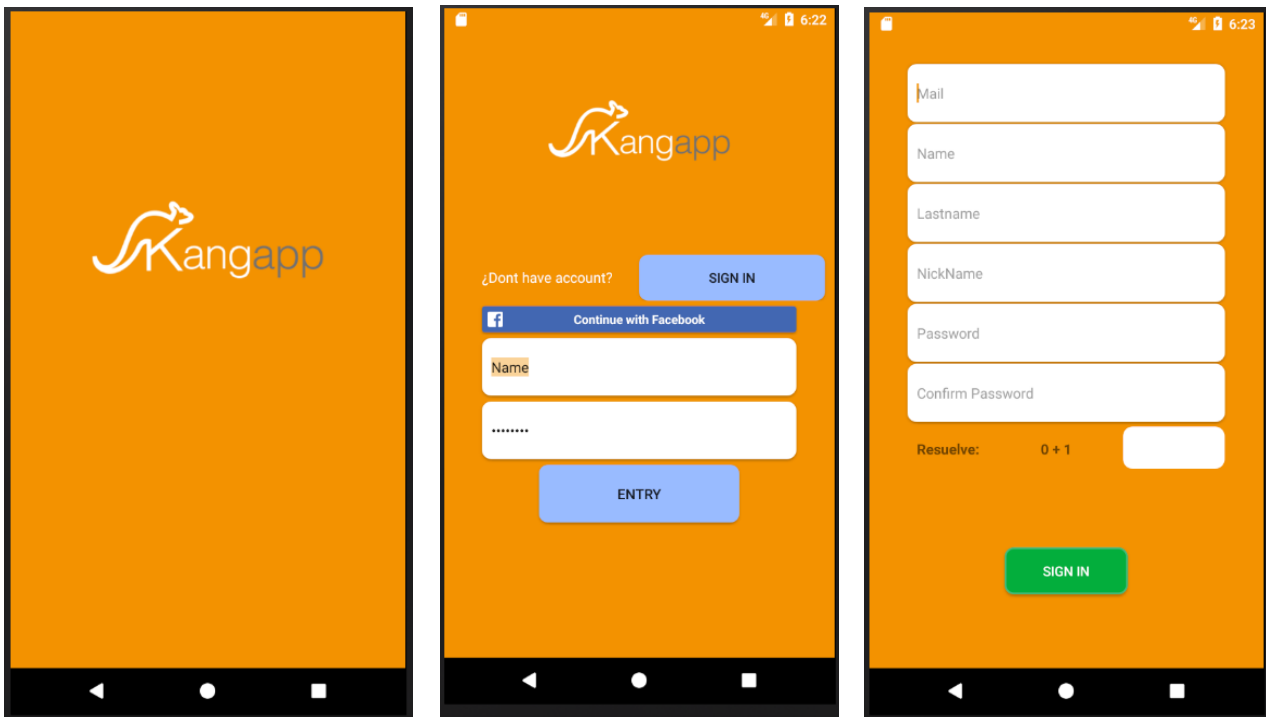 Kangapp
6:22
Kangapp
¿Dont have account?
SIGN IN
Continue with Facebook
Name
••••••••
ENTRY
6:23
Mail
Name
Lastname
NickName
Password
Confirm Password
Resuelve: 0 + 1
SIGN IN